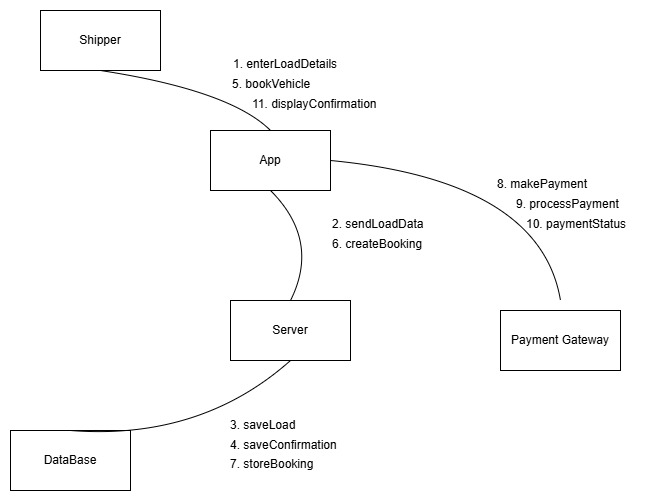 Shipper
1. enterLoadDetails
5. bookVehicle
11. displayConfirmation
App
8. makePayment
9. processPayment
10. paymentStatus
2. sendLoadData
6. createBooking
Server
Payment Gateway
3. saveLoad
4. saveConfirmation
7. storeBooking
DataBase